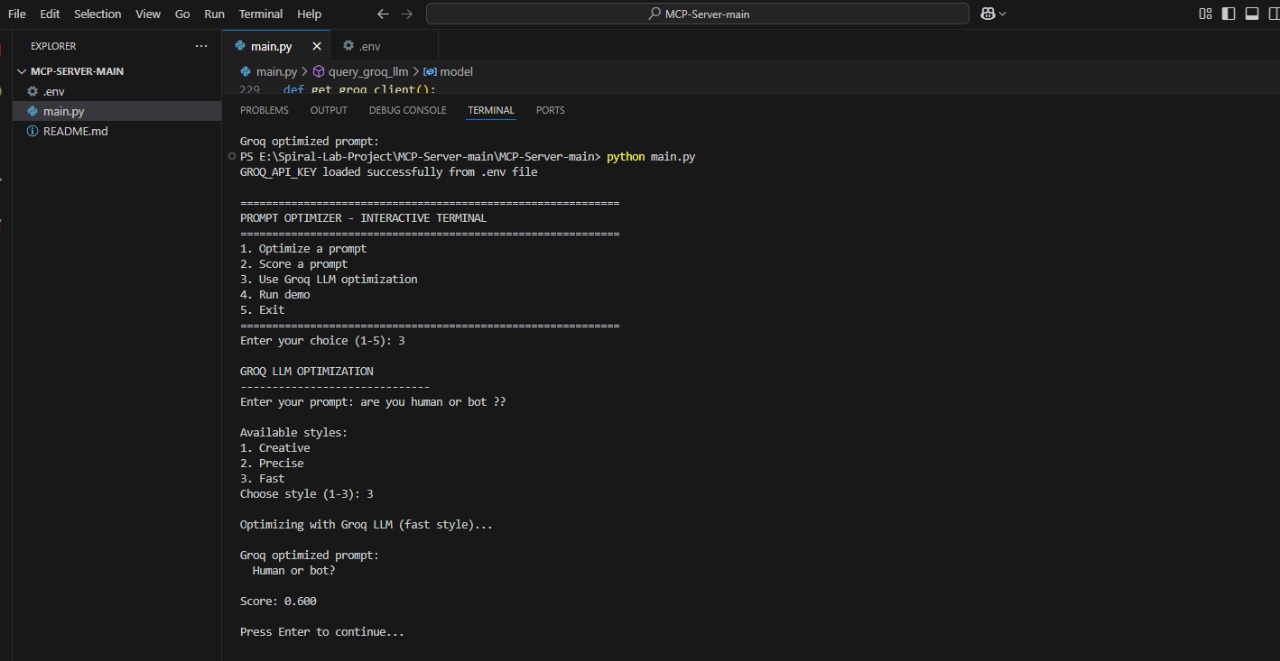 File Edit Selection View Go Run Terminal Help
MCP-Server-main
EXPLORER
main.py
.env
MCP-SERVER-MAIN
main.py > query_groq_llm > model
.env
229 def get_groq_client():
main.py
README.md
PROBLEMS OUTPUT DEBUG CONSOLE TERMINAL PORTS
Groq optimized prompt:
PS E:\Spiral-Lab-Project\MCP-Server-main\MCP-Server-main> python main.py
GROQ_API_KEY loaded successfully from .env file
============================================================
PROMPT OPTIMIZER - INTERACTIVE TERMINAL
============================================================
1. Optimize a prompt
2. Score a prompt
3. Use Groq LLM optimization
4. Run demo
5. Exit
============================================================
Enter your choice (1-5): 3
GROQ LLM OPTIMIZATION
------------------------------
Enter your prompt: are you human or bot ??
Available styles:
1. Creative
2. Precise
3. Fast
Choose style (1-3): 3
Optimizing with Groq LLM (fast style)...
Groq optimized prompt:
Human or bot?
Score: 0.600
Press Enter to continue...